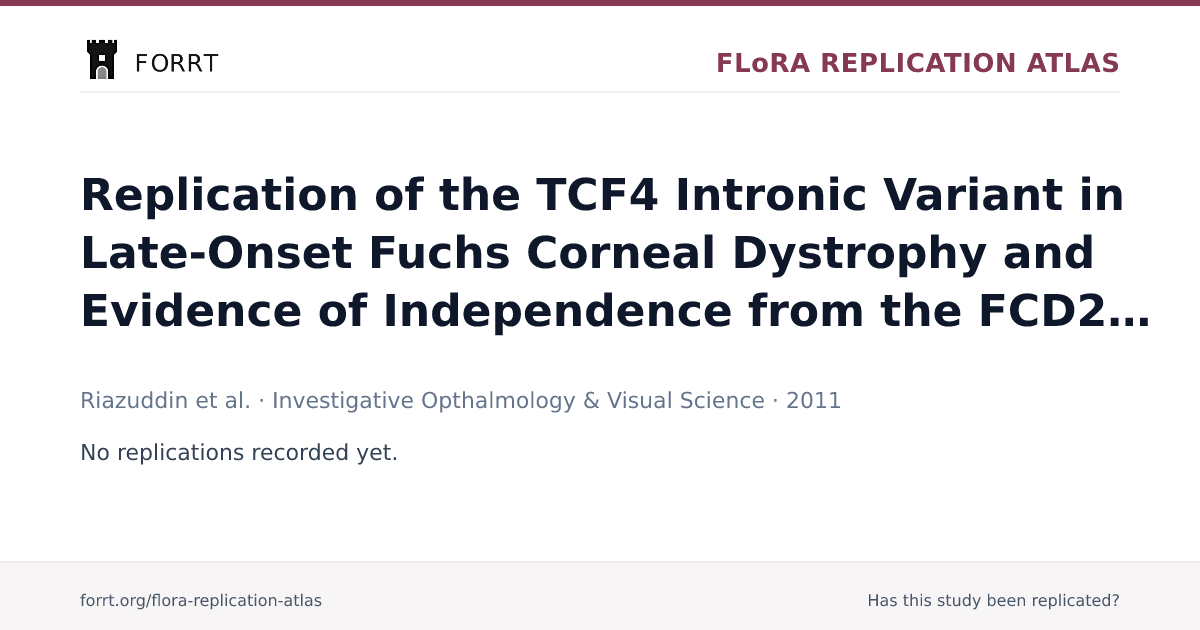 FORRT
FLoRA REPLICATION ATLAS
Replication of the TCF4 Intronic Variant in
Late-Onset Fuchs Corneal Dystrophy and
Evidence of Independence from the FCD2…
Riazuddin et al. · Investigative Opthalmology & Visual Science · 2011
No replications recorded yet.
forrt.org/flora-replication-atlas
Has this study been replicated?